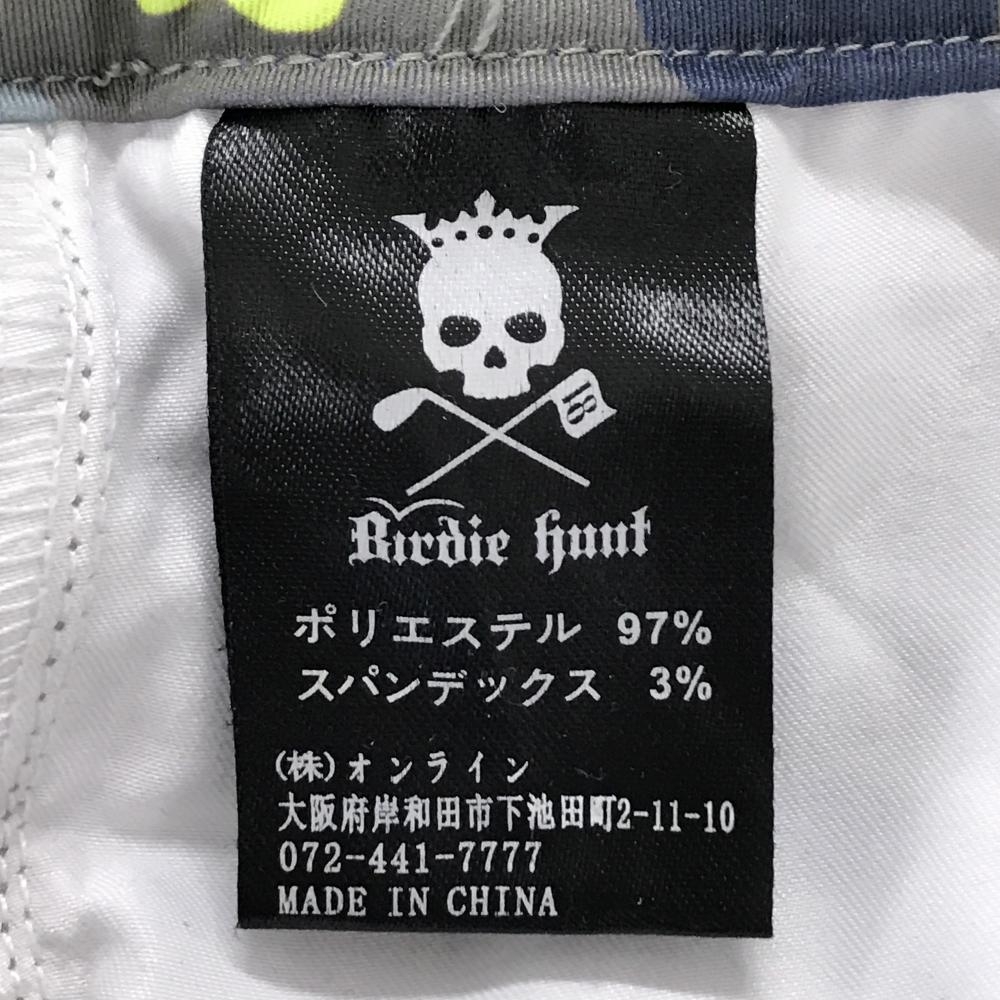 18
Birdie hunt
ポリエステル 97%
スパンデックス 3%
(株)オンライン
大阪府岸和田市下池田町2-11-10
072-441-7777
MADE IN CHINA